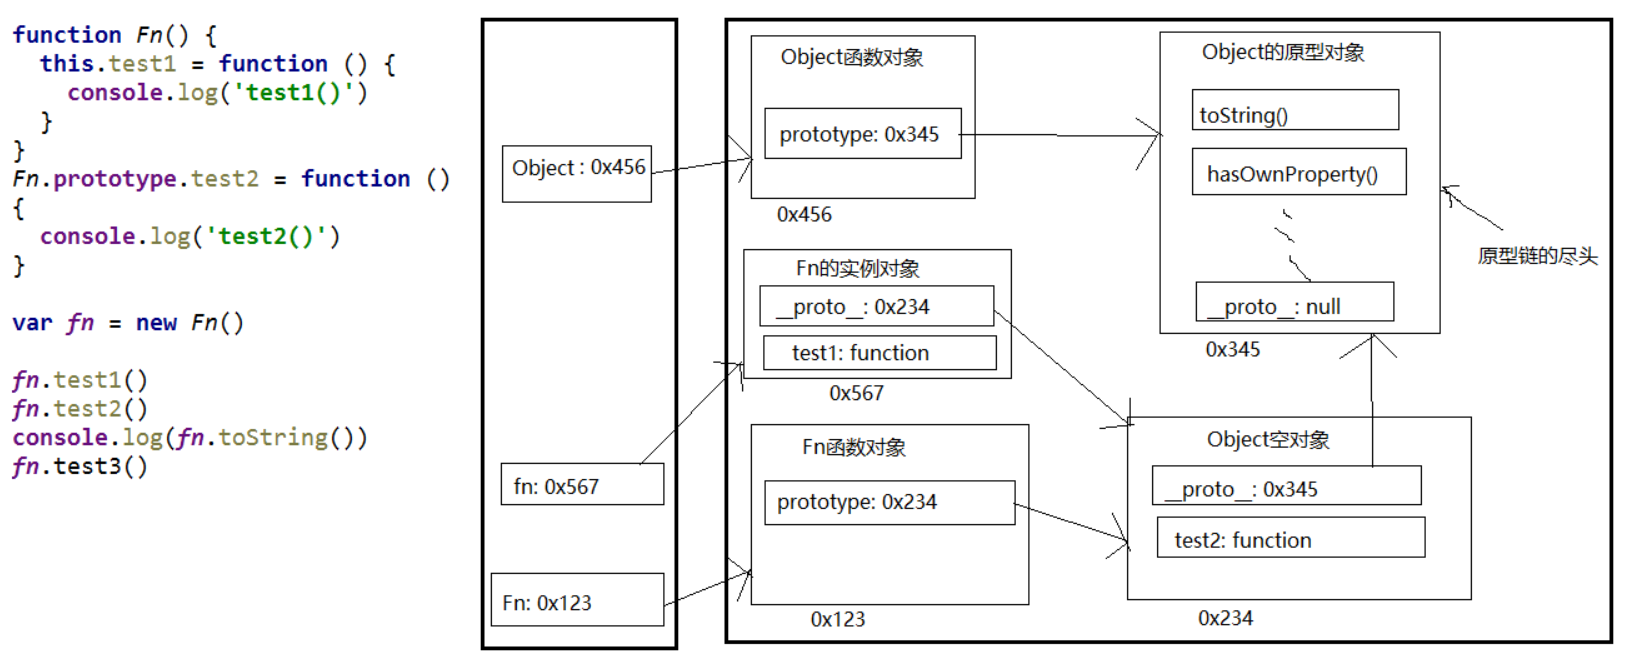 function Fn() {
this.test1 = function () {
console.log('test1()')
}
}
Fn.prototype.test2 = function ()
{
console.log('test2()')
}
var fn = new Fn()
fn.test1()
fn.test2()
console.log(fn.toString())
fn.test3()
Object : 0x456
fn: 0x567
Fn: 0x123
Object函数对象
prototype: 0x345
0x456
Fn的实例对象
__proto__: 0x234
test1: function
0x567
Fn函数对象
prototype: 0x234
0x123
Object的原型对象
toString()
hasOwnProperty()
__proto__: null
0x345
原型链的尽头
Object空对象
__proto__: 0x345
test2: function
0x234